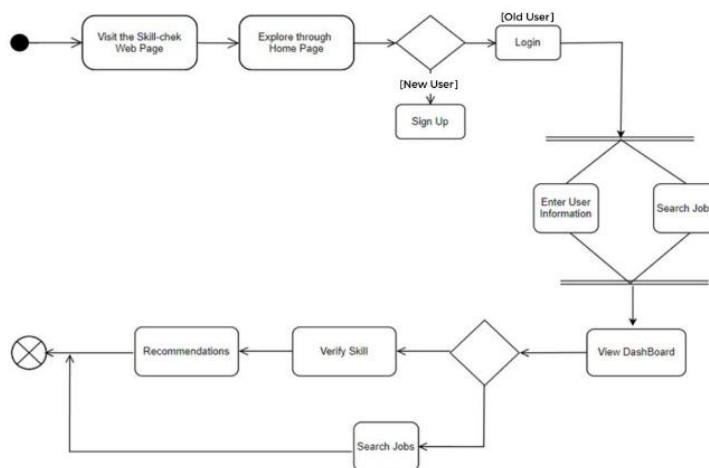 Visit the Skill-chek
Web Page
Explore through
Home Page
[Old User]
Login
[New User]
Sign Up
Enter User
Information
Search Job
View DashBoard
Verify Skill
Recommendations
Search Jobs